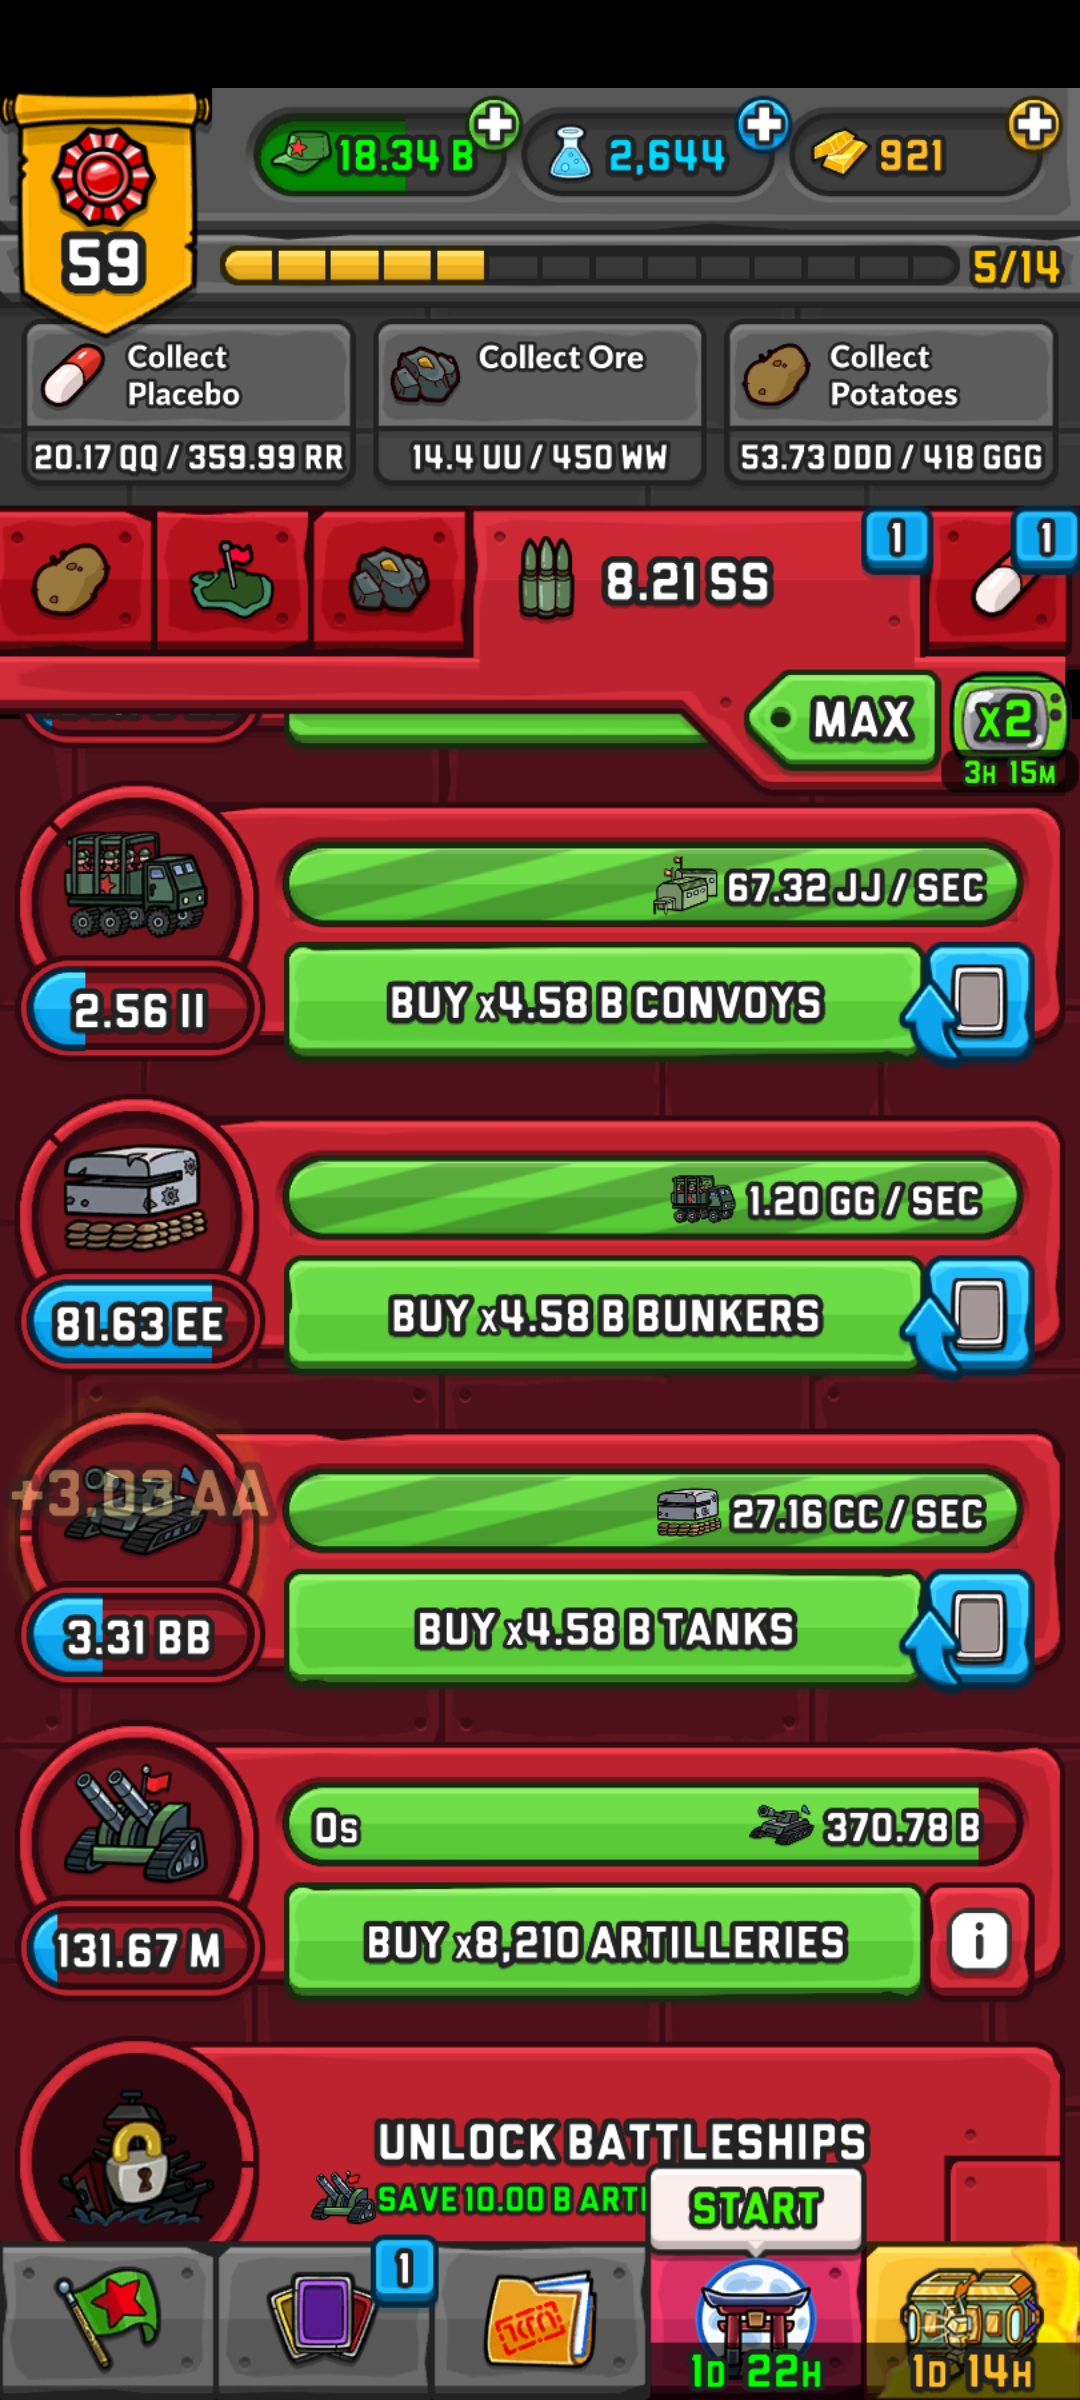 18.34 B
2,644
921
59
5/14
Collect
Placebo
20.17 QQ / 359.99 RR
Collect Ore
14.4 UU / 450 WW
Collect
Potatoes
53.73 DDD / 418 GGG
8.21 SS
1
1
MAX
x2
3H 15M
67.32 JJ / SEC
2.56 II
BUY x4.58 B CONVOYS
1.20 GG / SEC
81.63 EE
BUY x4.58 B BUNKERS
+3.03 AA
27.16 CC / SEC
3.31 BB
BUY x4.58 B TANKS
0s
370.78 B
131.67 M
BUY x8,210 ARTILLERIES
i
UNLOCK BATTLESHIPS
SAVE 10.00 B ARTI
START
1
1D 22H
1D 14H